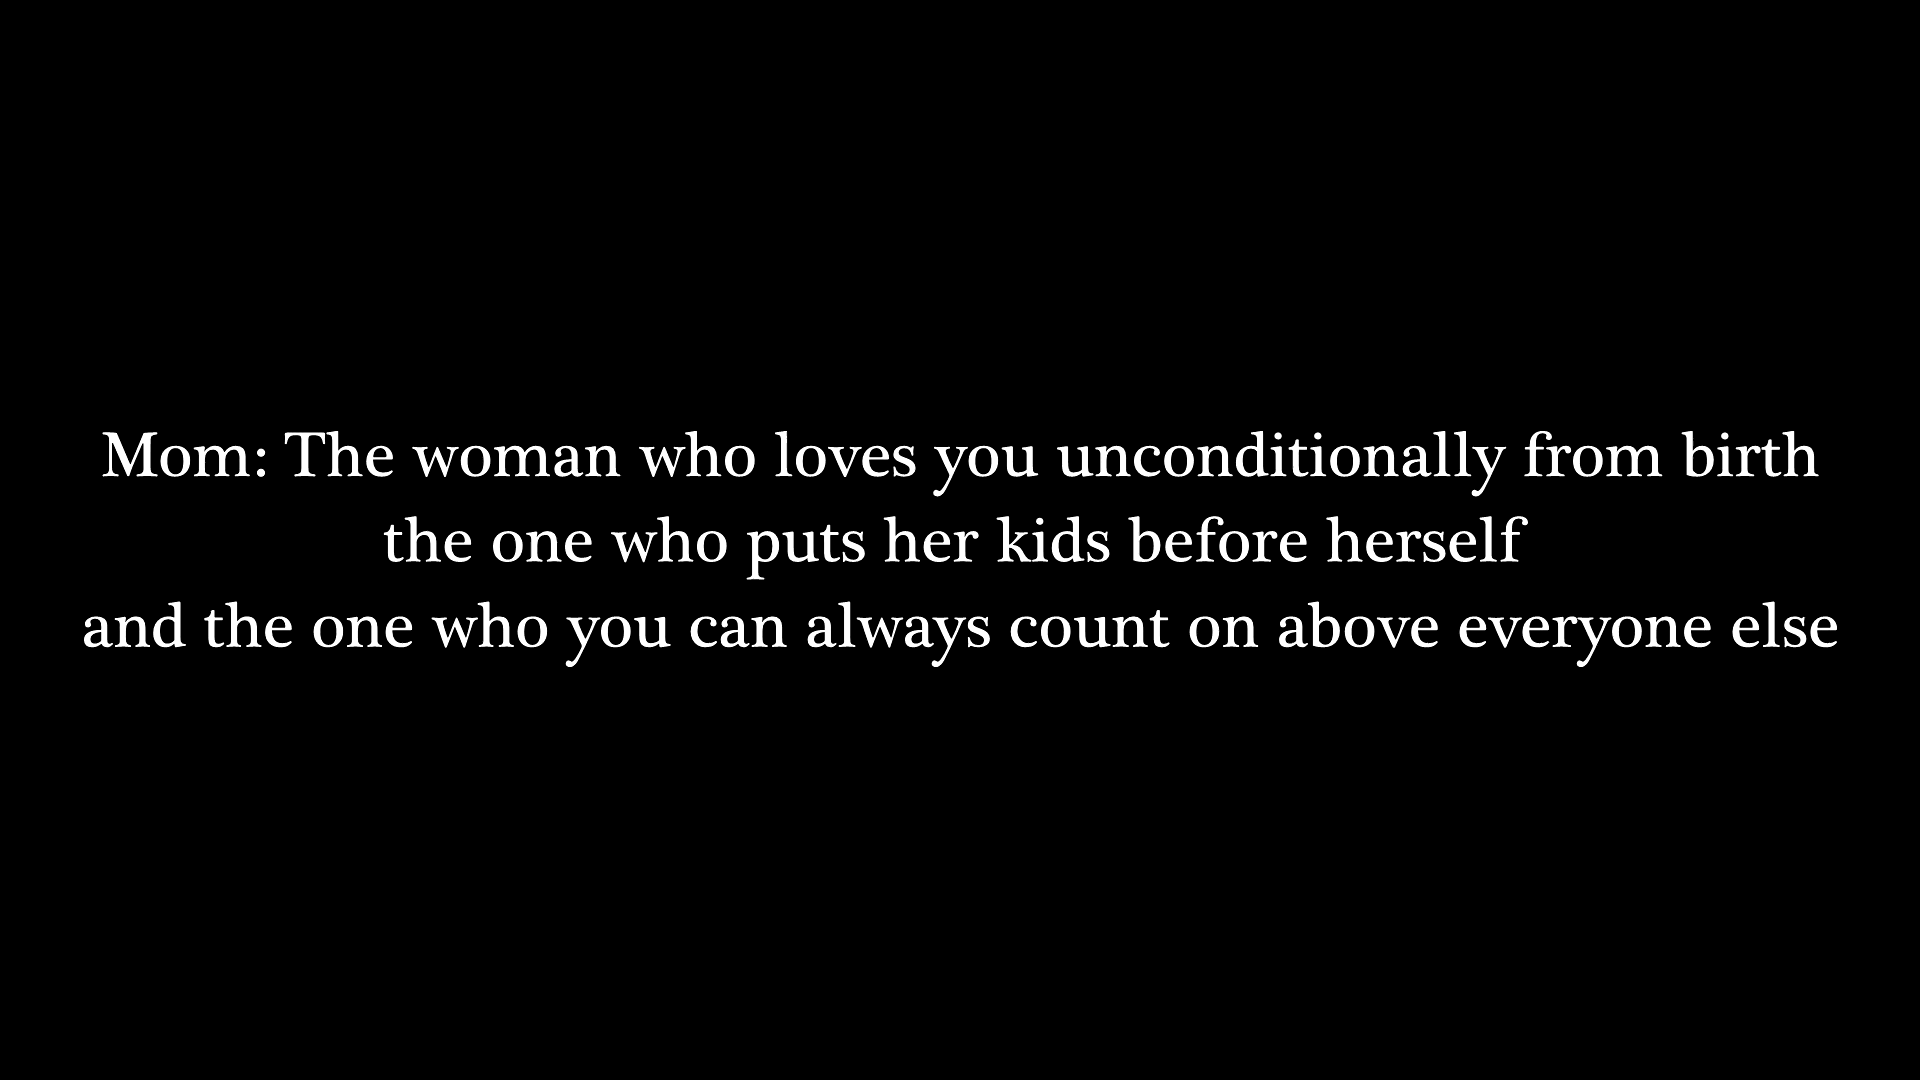 Mom: The woman who loves you unconditionally from birth
the one who puts her kids before herself
and the one who you can always count on above everyone else